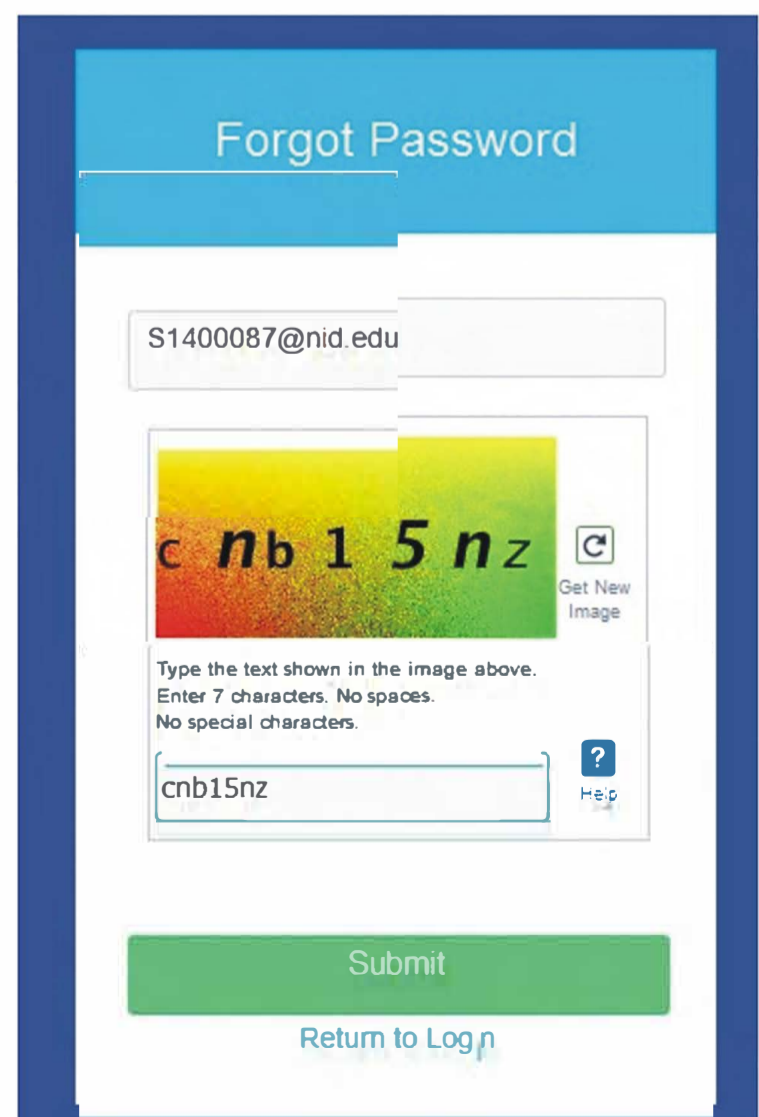 Forgot Password
S1400087@nid.edu
c nb 1 5 nz
Get New
Image
Type the text shown in the image above.
Enter 7 characters. No spaces.
No special characters.
?
cnb15nz
Help
Submit
Return to Log n